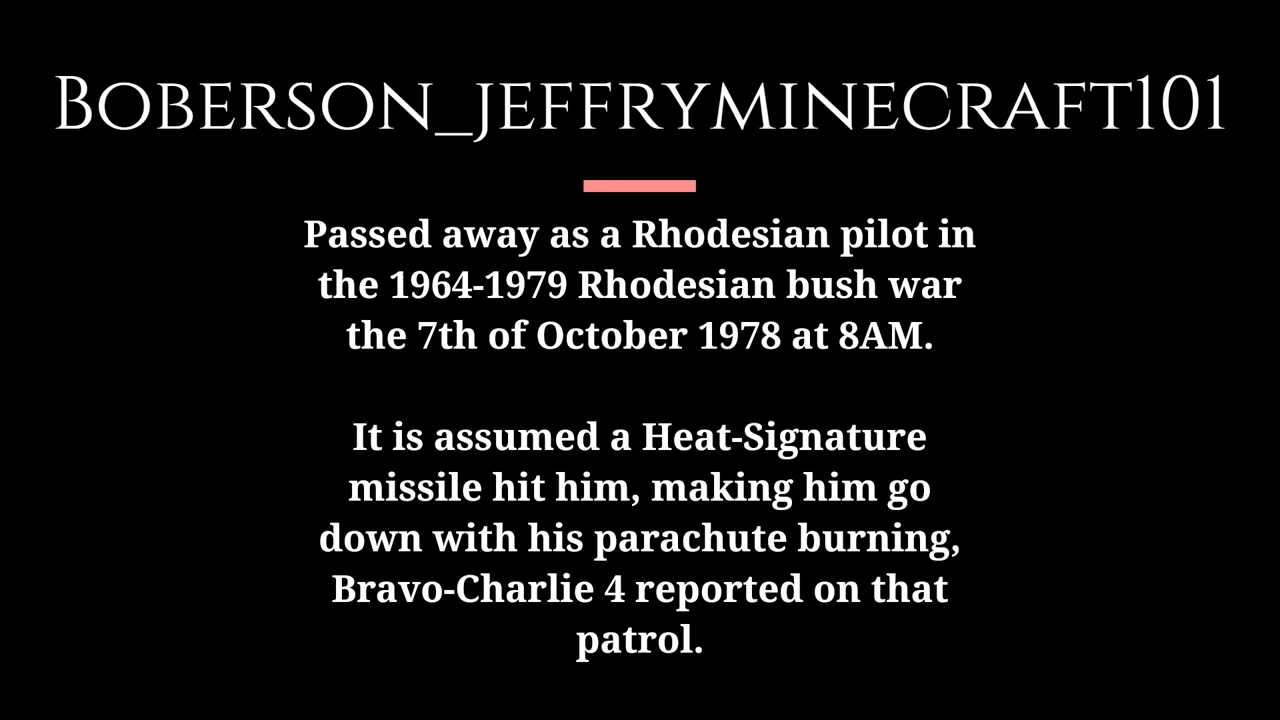 Boberson_jeffryminecraft101
Passed away as a Rhodesian pilot in
the 1964-1979 Rhodesian bush war
the 7th of October 1978 at 8AM.
It is assumed a Heat-Signature
missile hit him, making him go
down with his parachute burning,
Bravo-Charlie 4 reported on that
patrol.